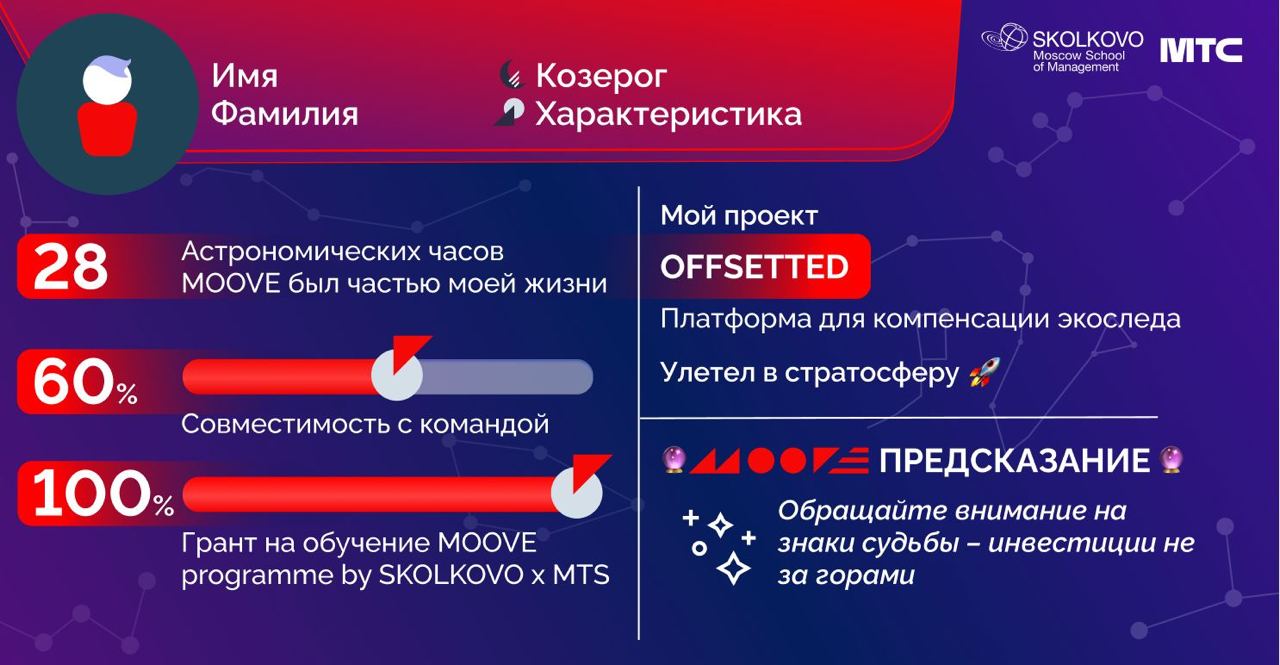 Имя
Фамилия
Козерог
Характеристика
SKOLKOVO
Moscow School
of Management
МТС
28
Астрономических часов
MOOVE был частью моей жизни
60%
Совместимость с командой
100%
Грант на обучение MOOVE
programme by SKOLKOVO x MTS
Мой проект
OFFSETTED
Платформа для компенсации экоследа
Улетел в стратосферу 🚀
🔮MOOVE ПРЕДСКАЗАНИЕ🔮
Обращайте внимание на
знаки судьбы – инвестиции не
за горами